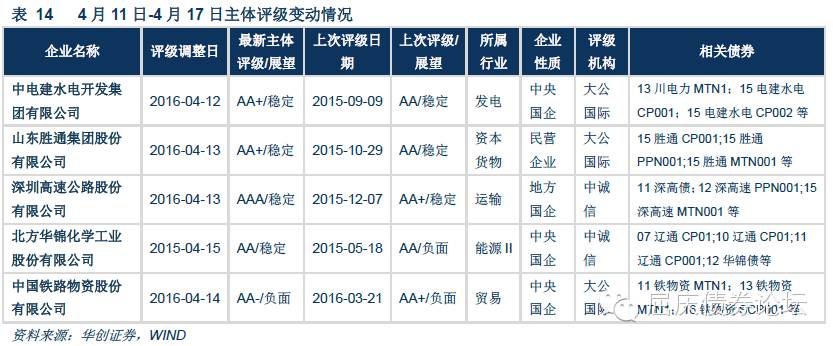 表 14 4 月 11 日-4 月 17 日主体评级变动情况
企业名称 评级调整日 最新主体评级/展望 上次评级日期 上次评级/展望 所属行业 企业性质 评级机构 相关债券
中电建水电开发集团有限公司 2016-04-12 AA+/稳定 2015-09-09 AA/稳定 发电 中央国企 大公国际 13 川电力 MTN1；15 电建水电 CP001；15 电建水电 CP002 等
山东胜通集团股份有限公司 2016-04-13 AA+/稳定 2015-10-29 AA/稳定 资本货物 民营企业 大公国际 15 胜通 CP001;15 胜通 PPN001;15 胜通 MTN001 等
深圳高速公路股份有限公司 2016-04-13 AAA/稳定 2015-12-07 AA+/稳定 运输 地方国企 中诚信 11 深高债；12 深高速 PPN001;15 深高速 MTN001 等
北方华锦化学工业股份有限公司 2015-04-15 AA/稳定 2015-05-18 AA/负面 能源Ⅱ 中央国企 中诚信 07 辽通 CP01;10 辽通 CP01;11 辽通 CP001;12 华锦债等
中国铁路物资股份有限公司 2016-04-14 AA-/负面 2016-03-21 AA+/负面 贸易 中央国企 大公国际 11 铁物资 MTN1；13 铁物资 MTN1；15 铁物资 CP001 等
屈庆债券论坛
资料来源：华创证券，WIND